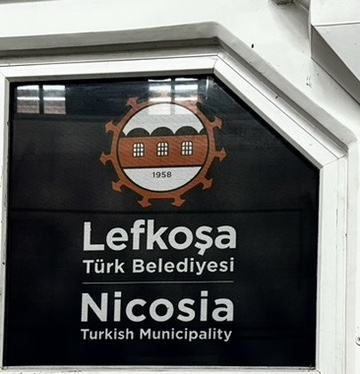 1958
Lefkoşa
Türk Belediyesi
Nicosia
Turkish Municipality